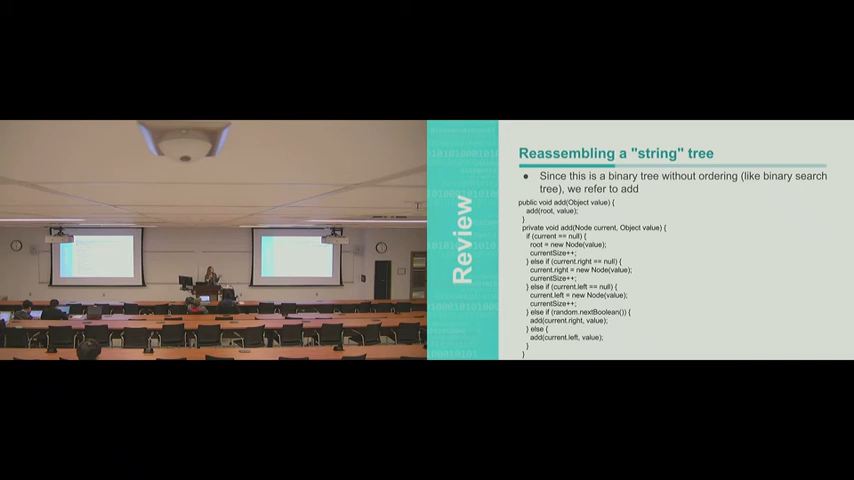 Review
Reassembling a "string" tree
● Since this is a binary tree without ordering (like binary search
tree), we refer to add
public void add(Object value) {
add(root, value);
}
private void add(Node current, Object value) {
if (current == null) {
root = new Node(value);
currentSize++;
} else if (current.right == null) {
current.right = new Node(value);
currentSize++;
} else if (current.left == null) {
current.left = new Node(value);
currentSize++;
} else if (random.nextBoolean()) {
add(current.right, value);
} else {
add(current.left, value);
}
}